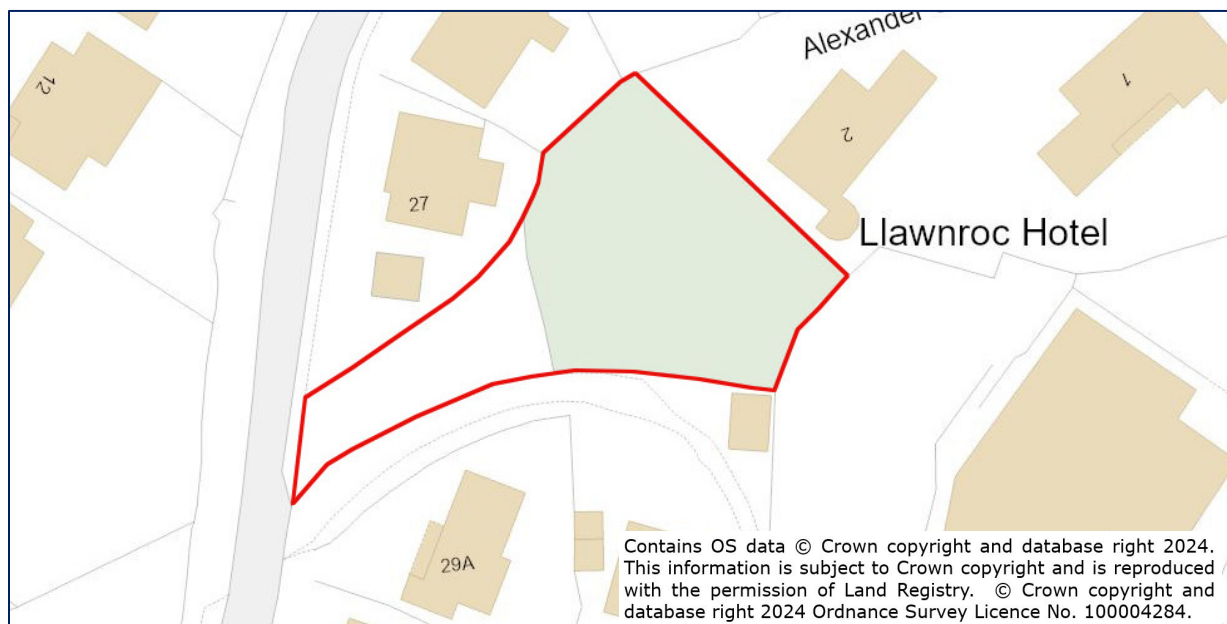 Alexander
12
1
2
27
Llawnroc Hotel
29A
Contains OS data © Crown copyright and database right 2024.
This information is subject to Crown copyright and is reproduced
with the permission of Land Registry. © Crown copyright and
database right 2024 Ordnance Survey Licence No. 100004284.